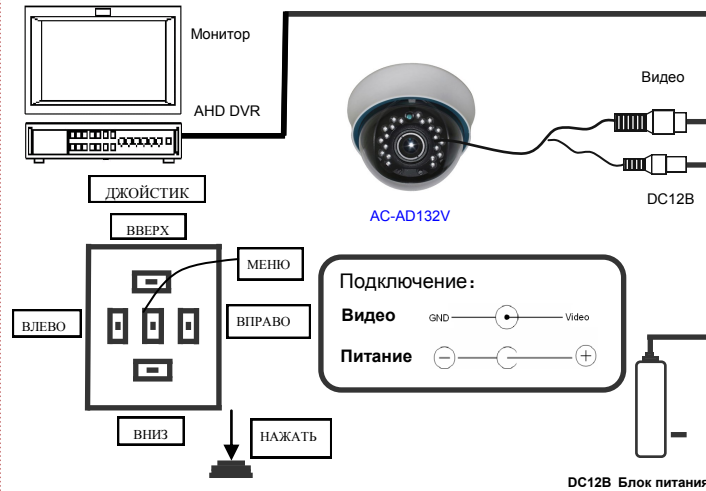 Монитор
Видео
AHD DVR
DC12В
ДЖОЙСТИК
AC-AD132V
ВВЕРХ
МЕНЮ
ВЛЕВО
ВПРАВО
Подключение:
Видео GND Video
Питание − +
ВНИЗ
НАЖАТЬ
DC12В Блок питания